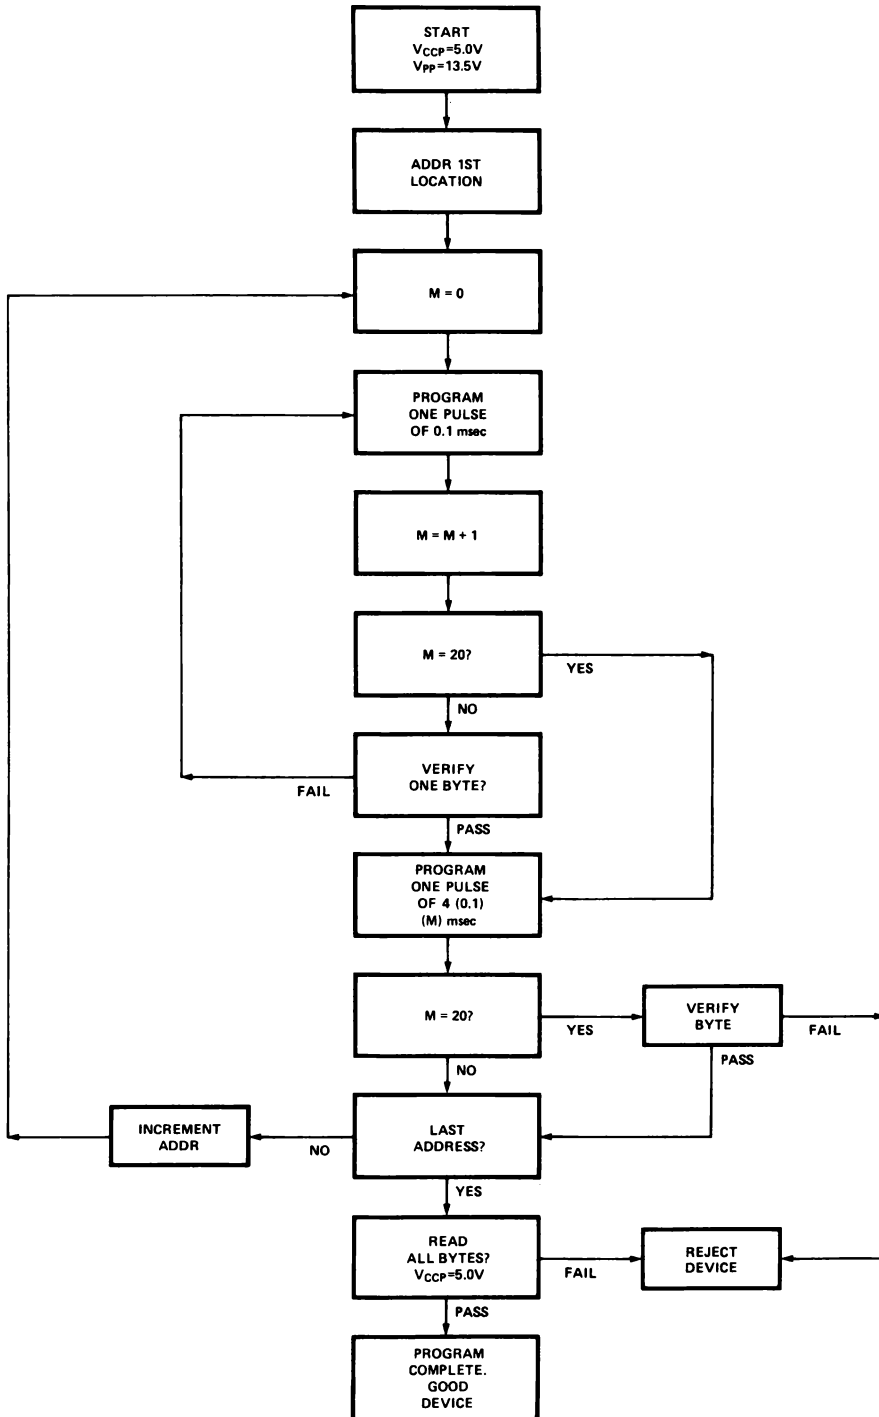 START
VCCP=5.0V
VPP=13.5V
ADDR 1ST
LOCATION
M = 0
PROGRAM
ONE PULSE
OF 0.1 msec
M = M + 1
M = 20?
YES
NO
VERIFY
ONE BYTE?
FAIL
PASS
PROGRAM
ONE PULSE
OF 4 (0.1)
(M) msec
M = 20?
YES
VERIFY
BYTE
FAIL
PASS
NO
INCREMENT
ADDR
NO
LAST
ADDRESS?
YES
READ
ALL BYTES?
VCCP=5.0V
FAIL
REJECT
DEVICE
PASS
PROGRAM
COMPLETE.
GOOD
DEVICE